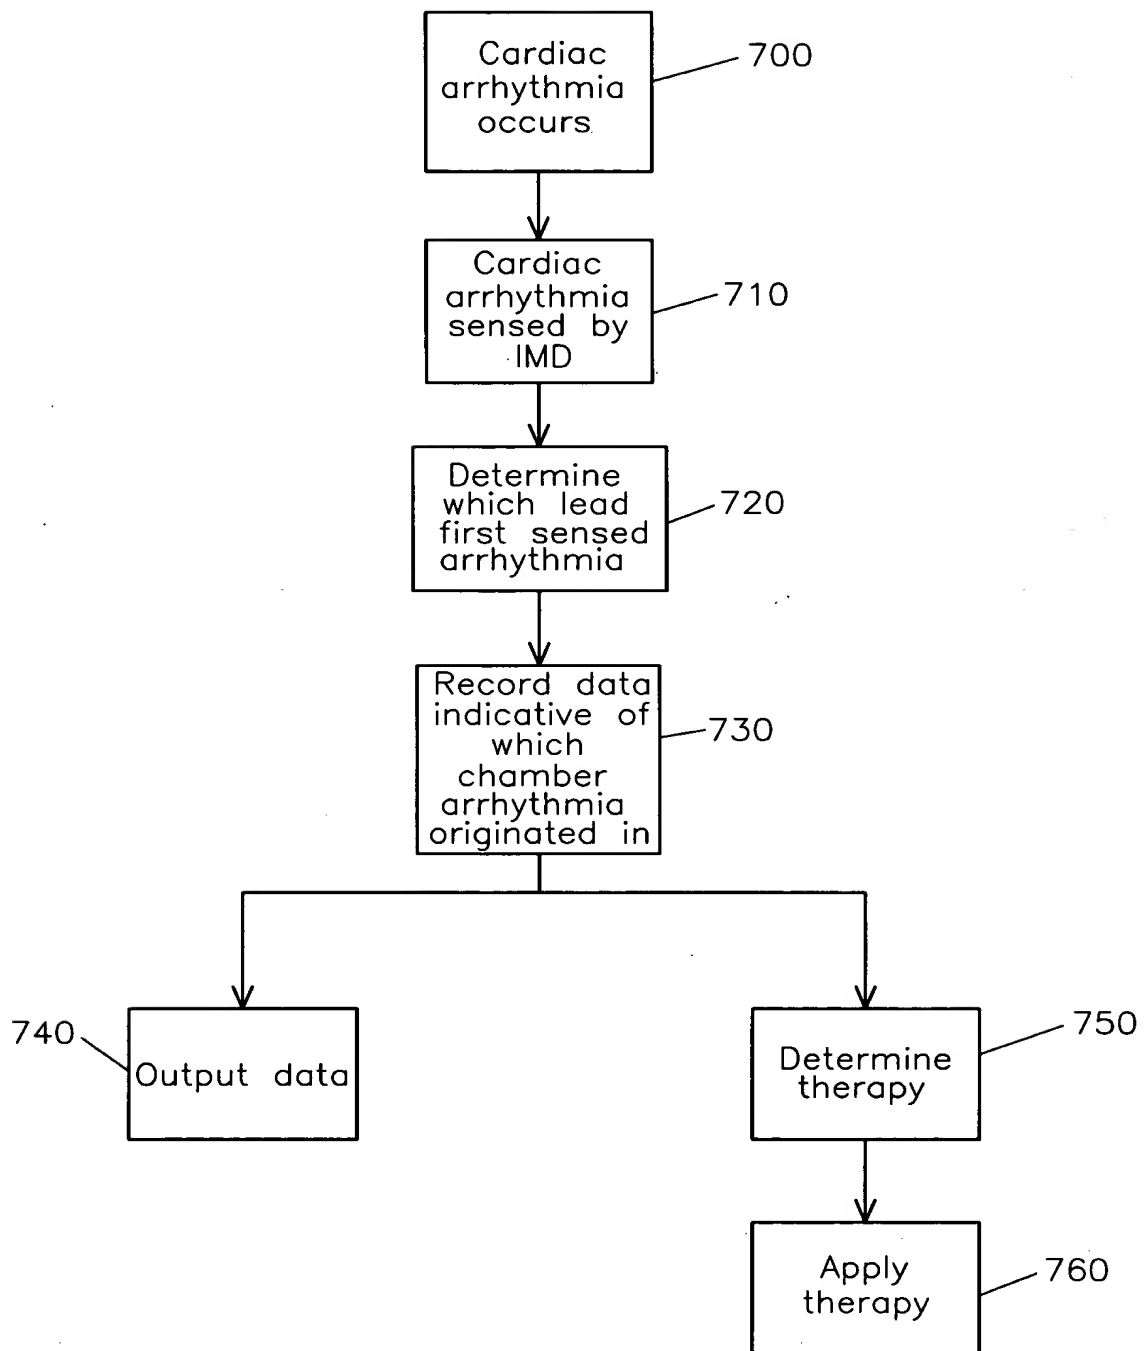 Cardiac
arrhythmia
occurs
700
Cardiac
arrhythmia
sensed by
IMD
710
Determine
which lead
first sensed
arrhythmia
720
Record data
indicative of
which
chamber
arrhythmia
originated in
730
740
Output data
750
Determine
therapy
Apply
therapy
760